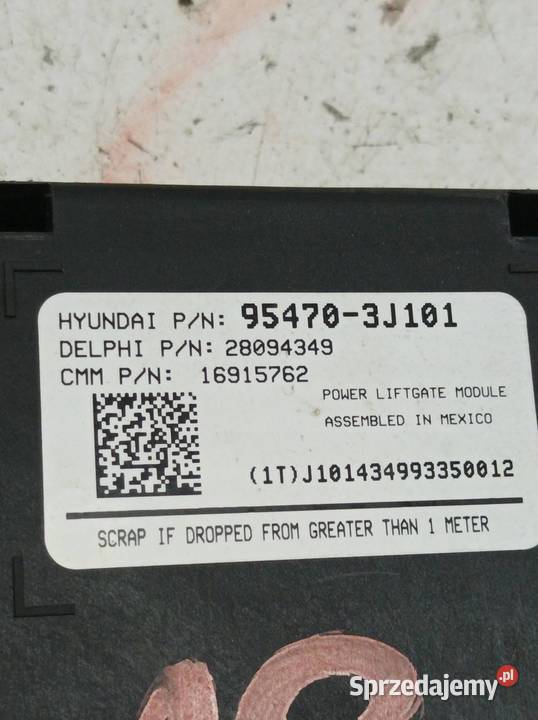 HYUNDAI P/N: 95470-3J101
DELPHI P/N: 28094349
CMM P/N: 16915762
POWER LIFTGATE MODULE
ASSEMBLED IN MEXICO
(1T)J101434993350012
SCRAP IF DROPPED FROM GREATER THAN 1 METER
Sprzedajemy.pl